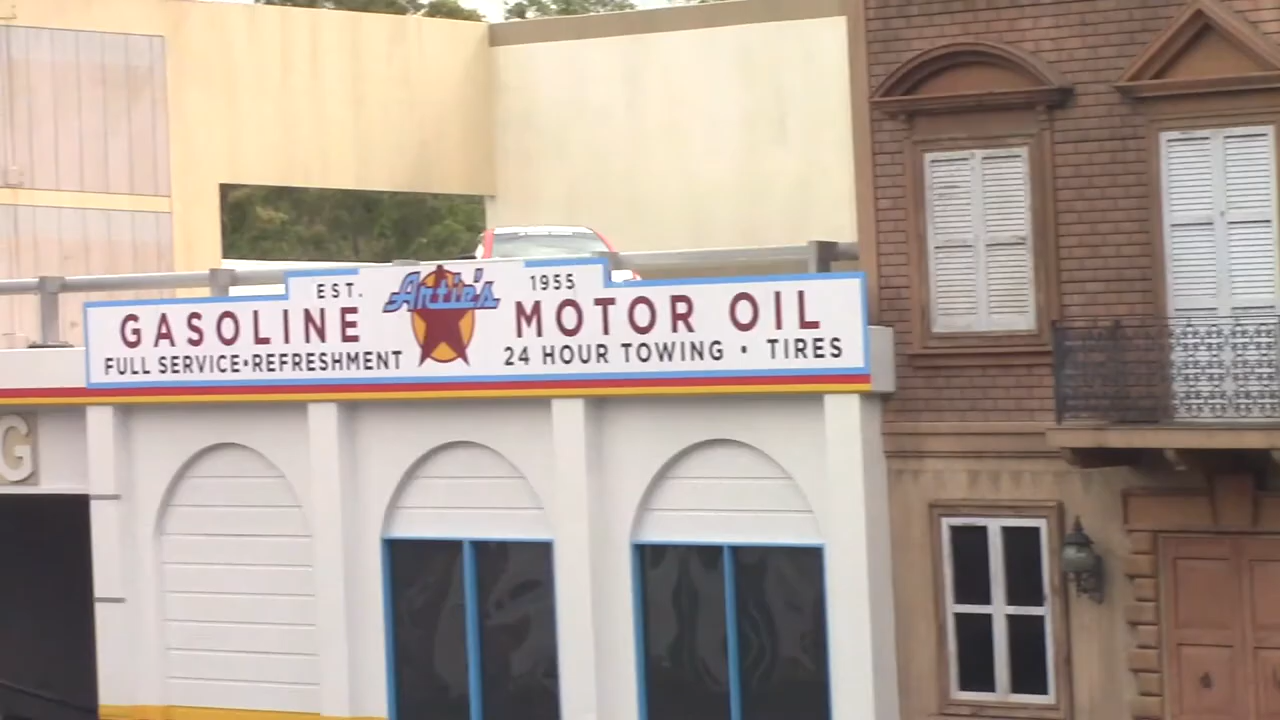 EST. Artie's 1955
GASOLINE MOTOR OIL
FULL SERVICE•REFRESHMENT 24 HOUR TOWING • TIRES
G